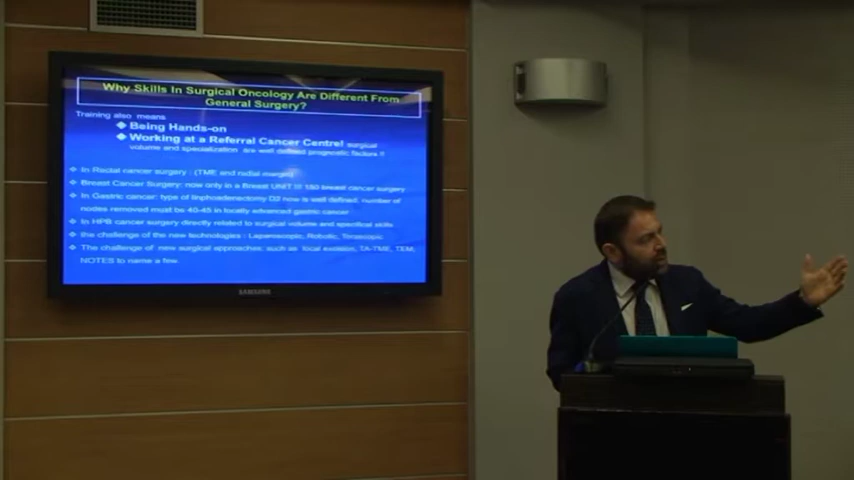 Why Skills In Surgical Oncology Are Different From
General Surgery?
Training also means
❖ Being Hands-on
❖ Working at a Referral Cancer Centre! surgical
volume and specialization are well defined prognostic factors !!
❖ In Rectal cancer surgery : (TME and radial margin)
❖ Breast Cancer Surgery: now only in a Breast UNIT !!! 150 breast cancer surgery
❖ In Gastric cancer: type of linphoadenectomy D2 now is well defined, number of
nodes removed must be 40-45 in locally advanced gastric cancer
❖ In HPB cancer surgery directly related to surgical volume and specifical skills
❖ the challenge of the new technologies : Laparoscopic, Robotic,
❖ The challenge of new surgical approaches, such as local excision, TA-TME, TEM,
NOTES to name a few.
SAMSUNG